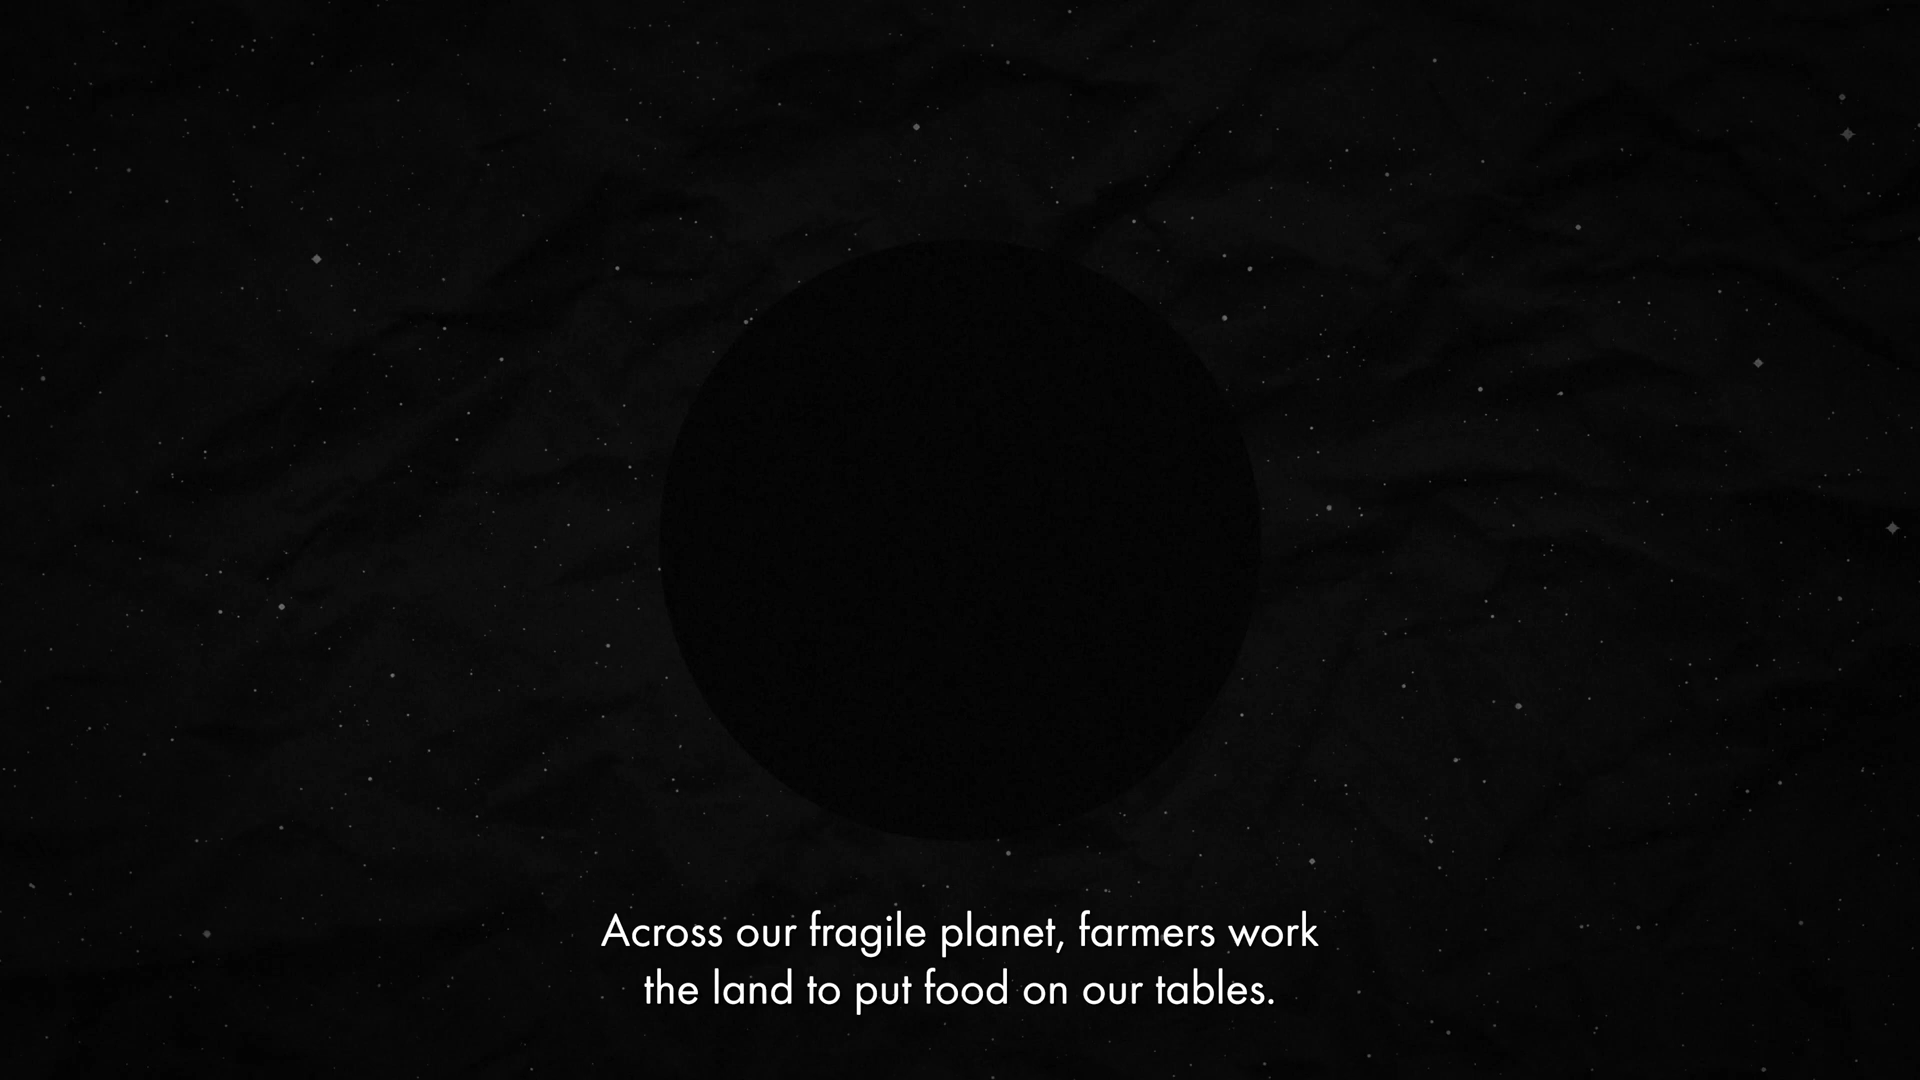 Across our fragile planet, farmers work
the land to put food on our tables.